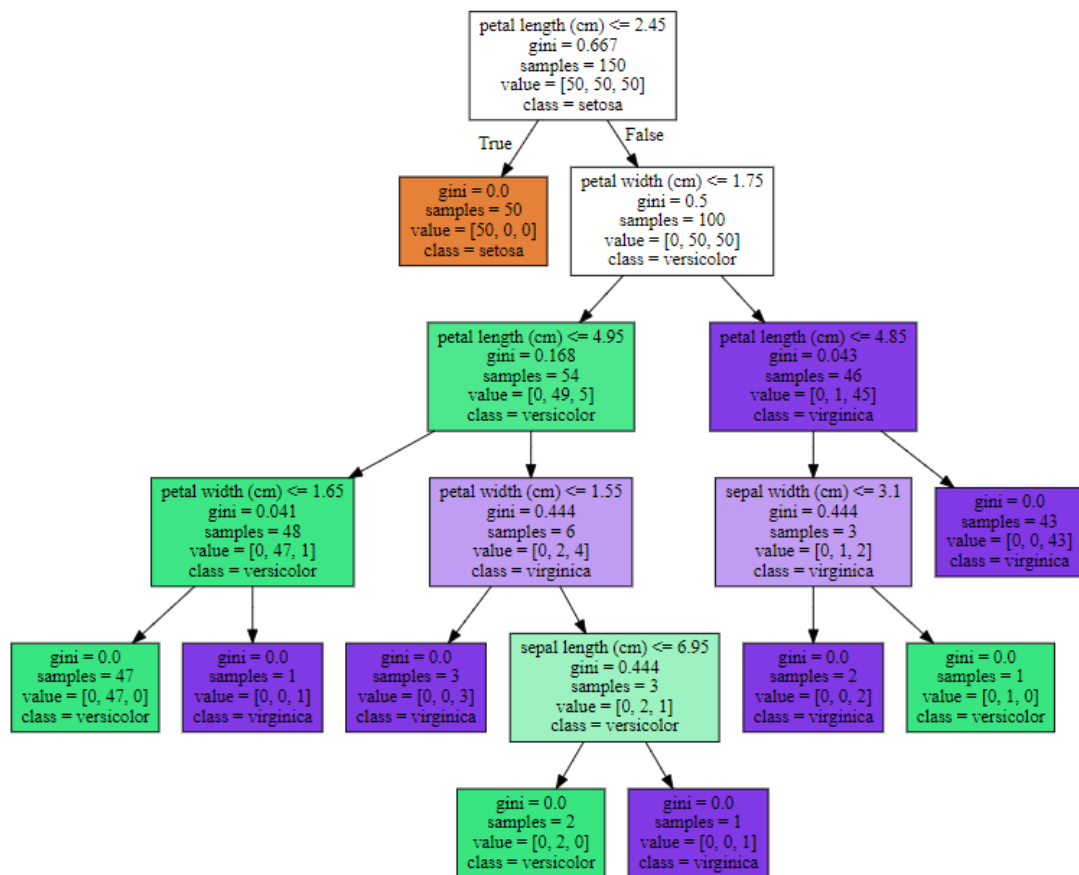 petal length (cm) <= 2.45
gini = 0.667
samples = 150
value = [50, 50, 50]
class = setosa
True
False
gini = 0.0
samples = 50
value = [50, 0, 0]
class = setosa
petal width (cm) <= 1.75
gini = 0.5
samples = 100
value = [0, 50, 50]
class = versicolor
petal length (cm) <= 4.95
gini = 0.168
samples = 54
value = [0, 49, 5]
class = versicolor
petal length (cm) <= 4.85
gini = 0.043
samples = 46
value = [0, 1, 45]
class = virginica
petal width (cm) <= 1.65
gini = 0.041
samples = 48
value = [0, 47, 1]
class = versicolor
petal width (cm) <= 1.55
gini = 0.444
samples = 6
value = [0, 2, 4]
class = virginica
sepal width (cm) <= 3.1
gini = 0.444
samples = 3
value = [0, 1, 2]
class = virginica
gini = 0.0
samples = 43
value = [0, 0, 43]
class = virginica
gini = 0.0
samples = 47
value = [0, 47, 0]
class = versicolor
gini = 0.0
samples = 1
value = [0, 0, 1]
class = virginica
gini = 0.0
samples = 3
value = [0, 0, 3]
class = virginica
sepal length (cm) <= 6.95
gini = 0.444
samples = 3
value = [0, 2, 1]
class = versicolor
gini = 0.0
samples = 2
value = [0, 0, 2]
class = virginica
gini = 0.0
samples = 1
value = [0, 1, 0]
class = versicolor
gini = 0.0
samples = 2
value = [0, 2, 0]
class = versicolor
gini = 0.0
samples = 1
value = [0, 0, 1]
class = virginica